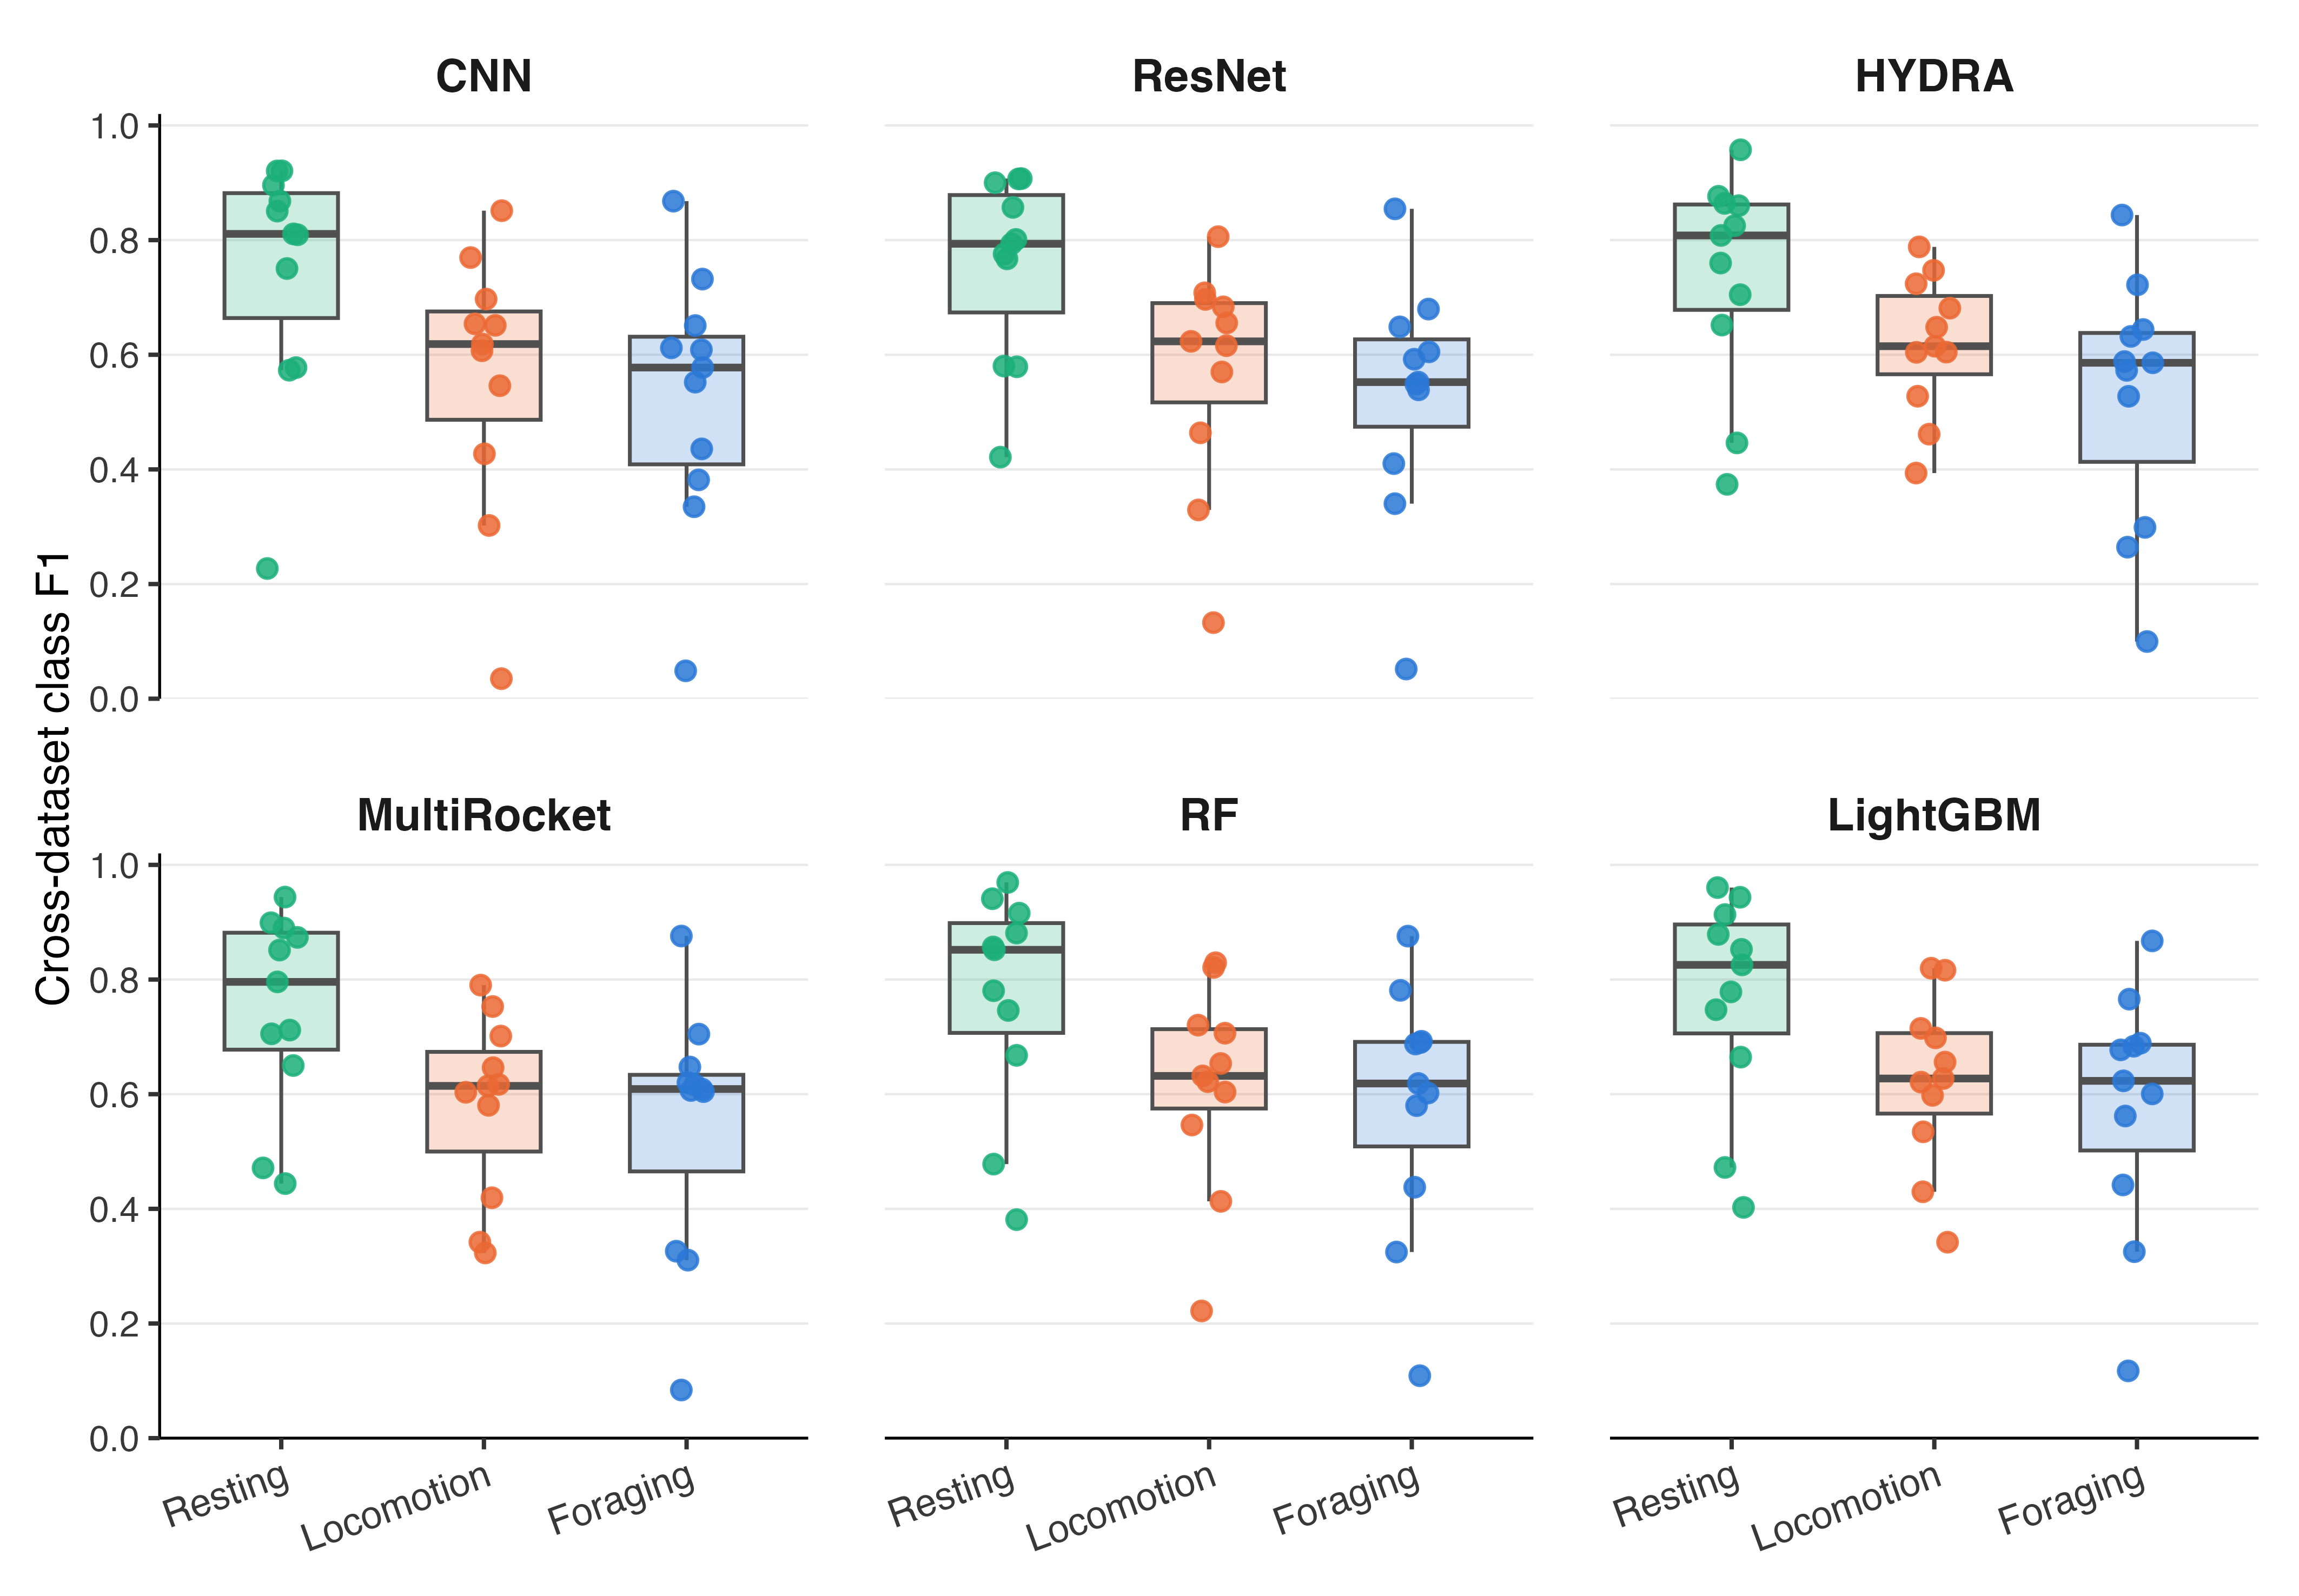 CNN
ResNet
HYDRA
1.0
0.8
0.6
0.4
0.2
0.0
Cross-dataset class F1
MultiRocket
RF
LightGBM
1.0
0.8
0.6
0.4
0.2
0.0
Resting
Locomotion
Foraging
Resting
Locomotion
Foraging
Resting
Locomotion
Foraging